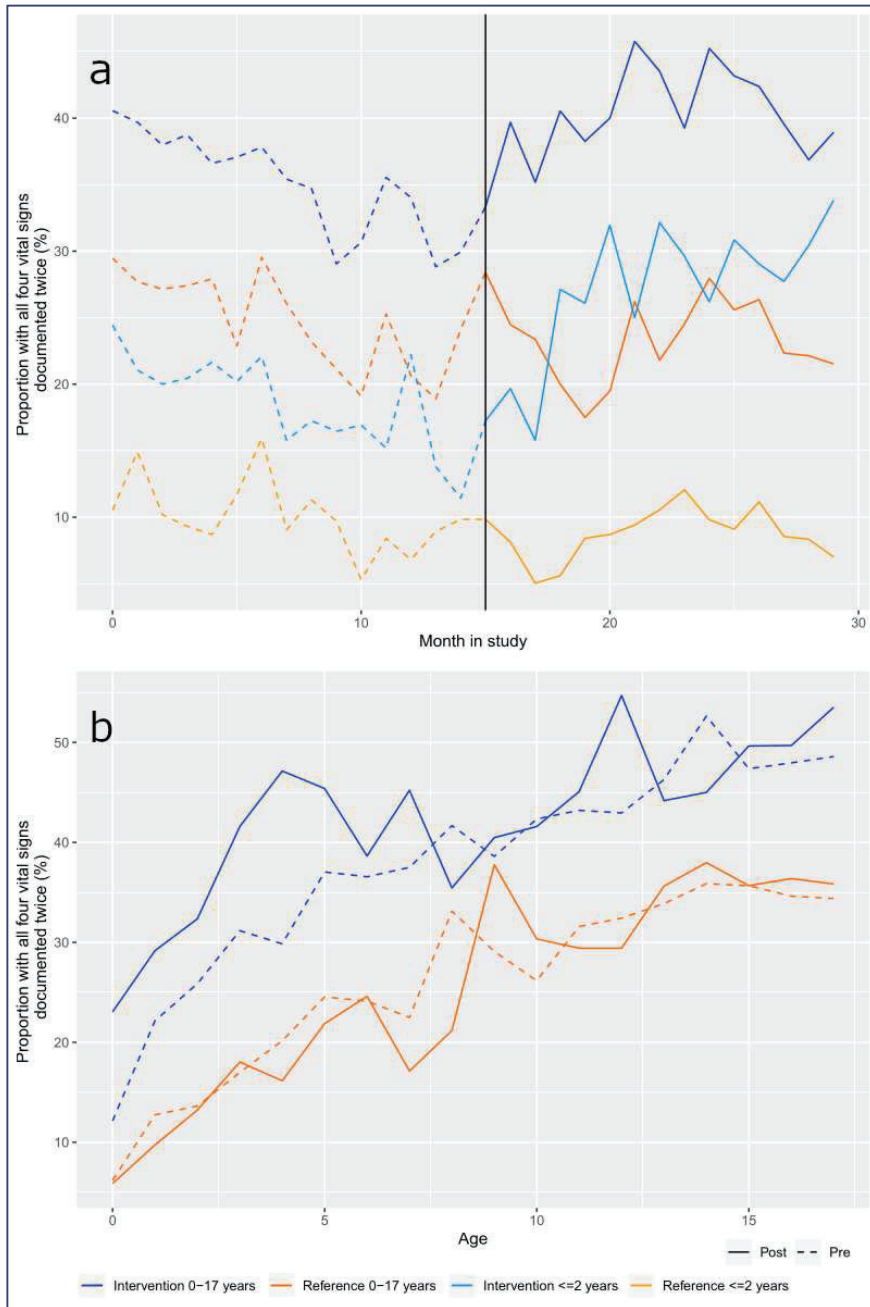 a
Proportion with all four vital signs
documented twice (%)
40
30
20
10
0 10 20 30
Month in study
b
Proportion with all four vital signs
documented twice (%)
50
40
30
20
10
0 5 10 15
Age
Post Pre
Intervention 0−17 years Reference 0−17 years Intervention <=2 years Reference <=2 years